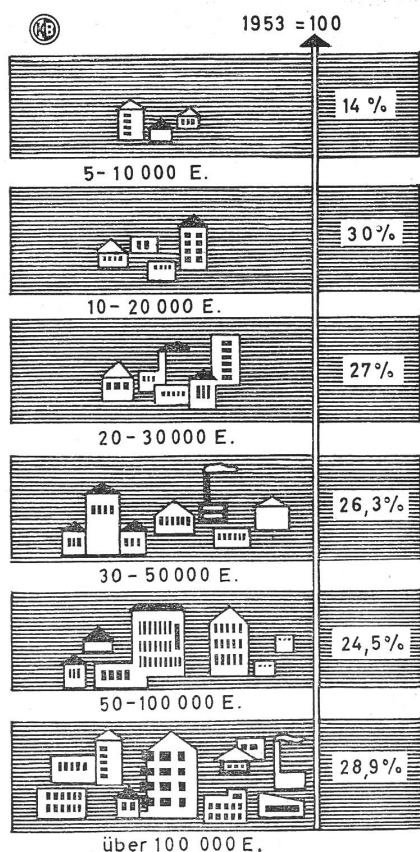 KB
1953 = 100
14 %
5-10 000 E.
30%
10-20 000 E.
27%
20-30 000 E.
26,3%
30-50 000 E.
24,5%
50-100 000 E.
28,9%
über 100 000 E.